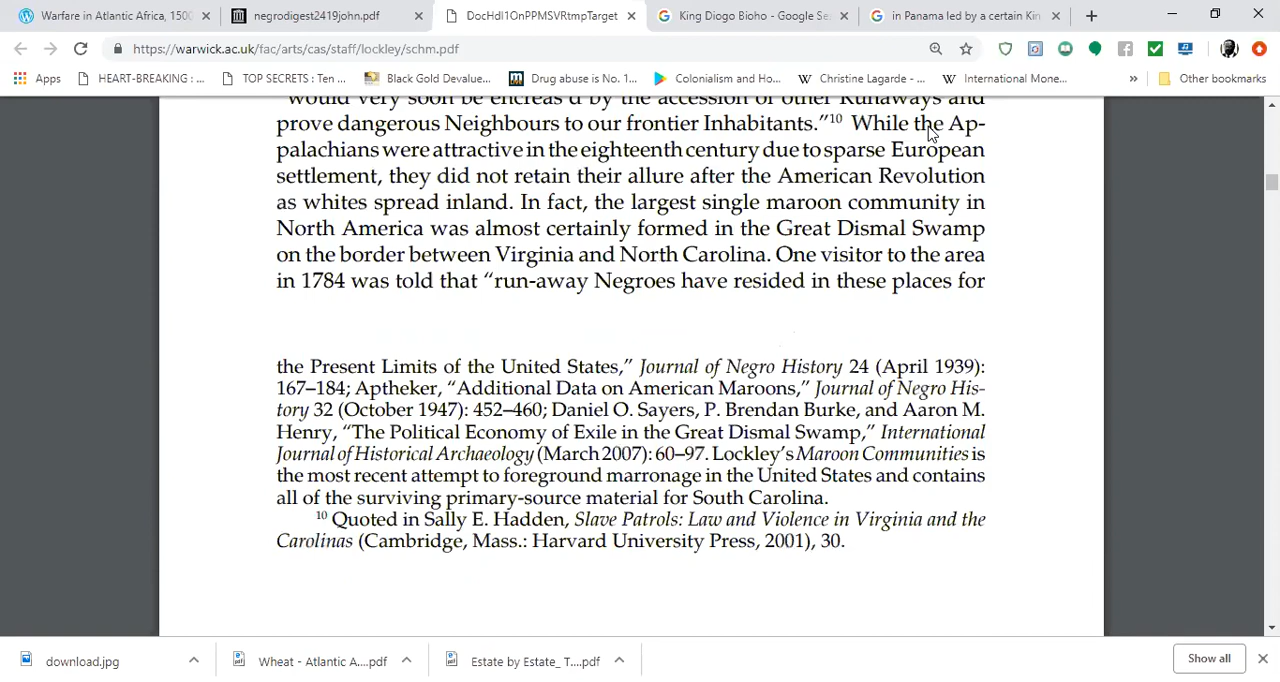 Warfare in Atlantic Africa, 1500
negrodigest2419john.pdf
DocHdl1OnPPMSVRtmpTarget
King Diogo Bioho - Google Se
in Panama led by a certain Kin
https://warwick.ac.uk/fac/arts/cas/staff/lockley/schm.pdf
Apps
HEART-BREAKING : ...
TOP SECRETS : Ten ...
Black Gold Devalue...
Drug abuse is No. 1...
Colonialism and Ho...
Christine Lagarde - ...
International Mone...
»
Other bookmarks
would very soon be encreas'd by the accession of other Runaways and
prove dangerous Neighbours to our frontier Inhabitants."10 While the Ap-
palachians were attractive in the eighteenth century due to sparse European
settlement, they did not retain their allure after the American Revolution
as whites spread inland. In fact, the largest single maroon community in
North America was almost certainly formed in the Great Dismal Swamp
on the border between Virginia and North Carolina. One visitor to the area
in 1784 was told that "run-away Negroes have resided in these places for
the Present Limits of the United States," Journal of Negro History 24 (April 1939):
167–184; Aptheker, "Additional Data on American Maroons," Journal of Negro His-
tory 32 (October 1947): 452–460; Daniel O. Sayers, P. Brendan Burke, and Aaron M.
Henry, "The Political Economy of Exile in the Great Dismal Swamp," International
Journal of Historical Archaeology (March 2007): 60–97. Lockley's Maroon Communities is
the most recent attempt to foreground marronage in the United States and contains
all of the surviving primary-source material for South Carolina.
10 Quoted in Sally E. Hadden, Slave Patrols: Law and Violence in Virginia and the
Carolinas (Cambridge, Mass.: Harvard University Press, 2001), 30.
download.jpg
Wheat - Atlantic A....pdf
Estate by Estate_ T....pdf
Show all